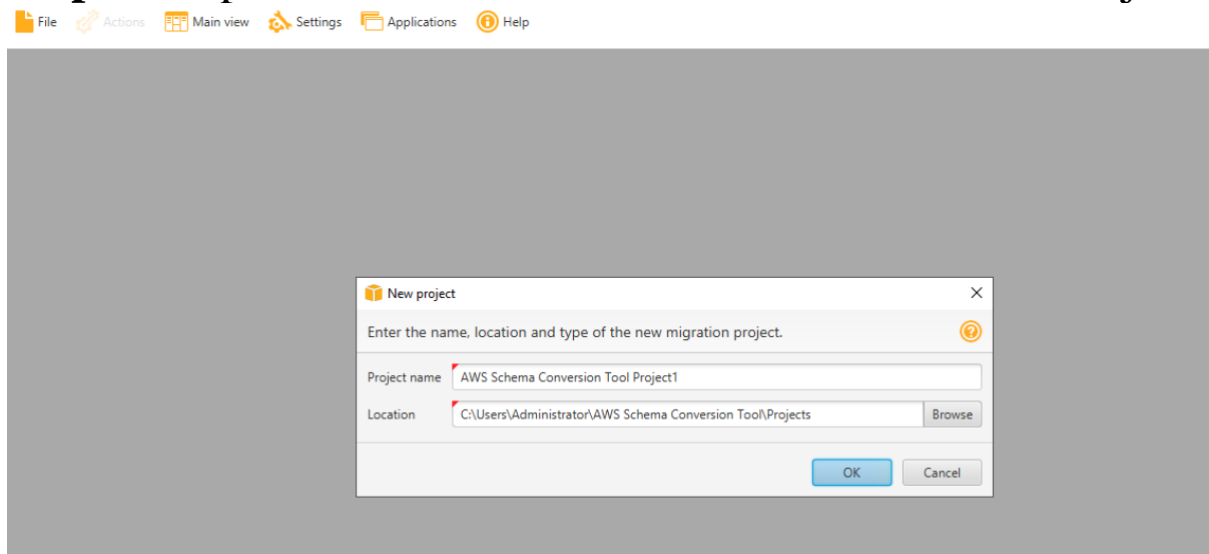 File Actions Main view Settings Applications Help
New project
Enter the name, location and type of the new migration project.
Project name AWS Schema Conversion Tool Project1
Location C:\Users\Administrator\AWS Schema Conversion Tool\Projects Browse
OK Cancel